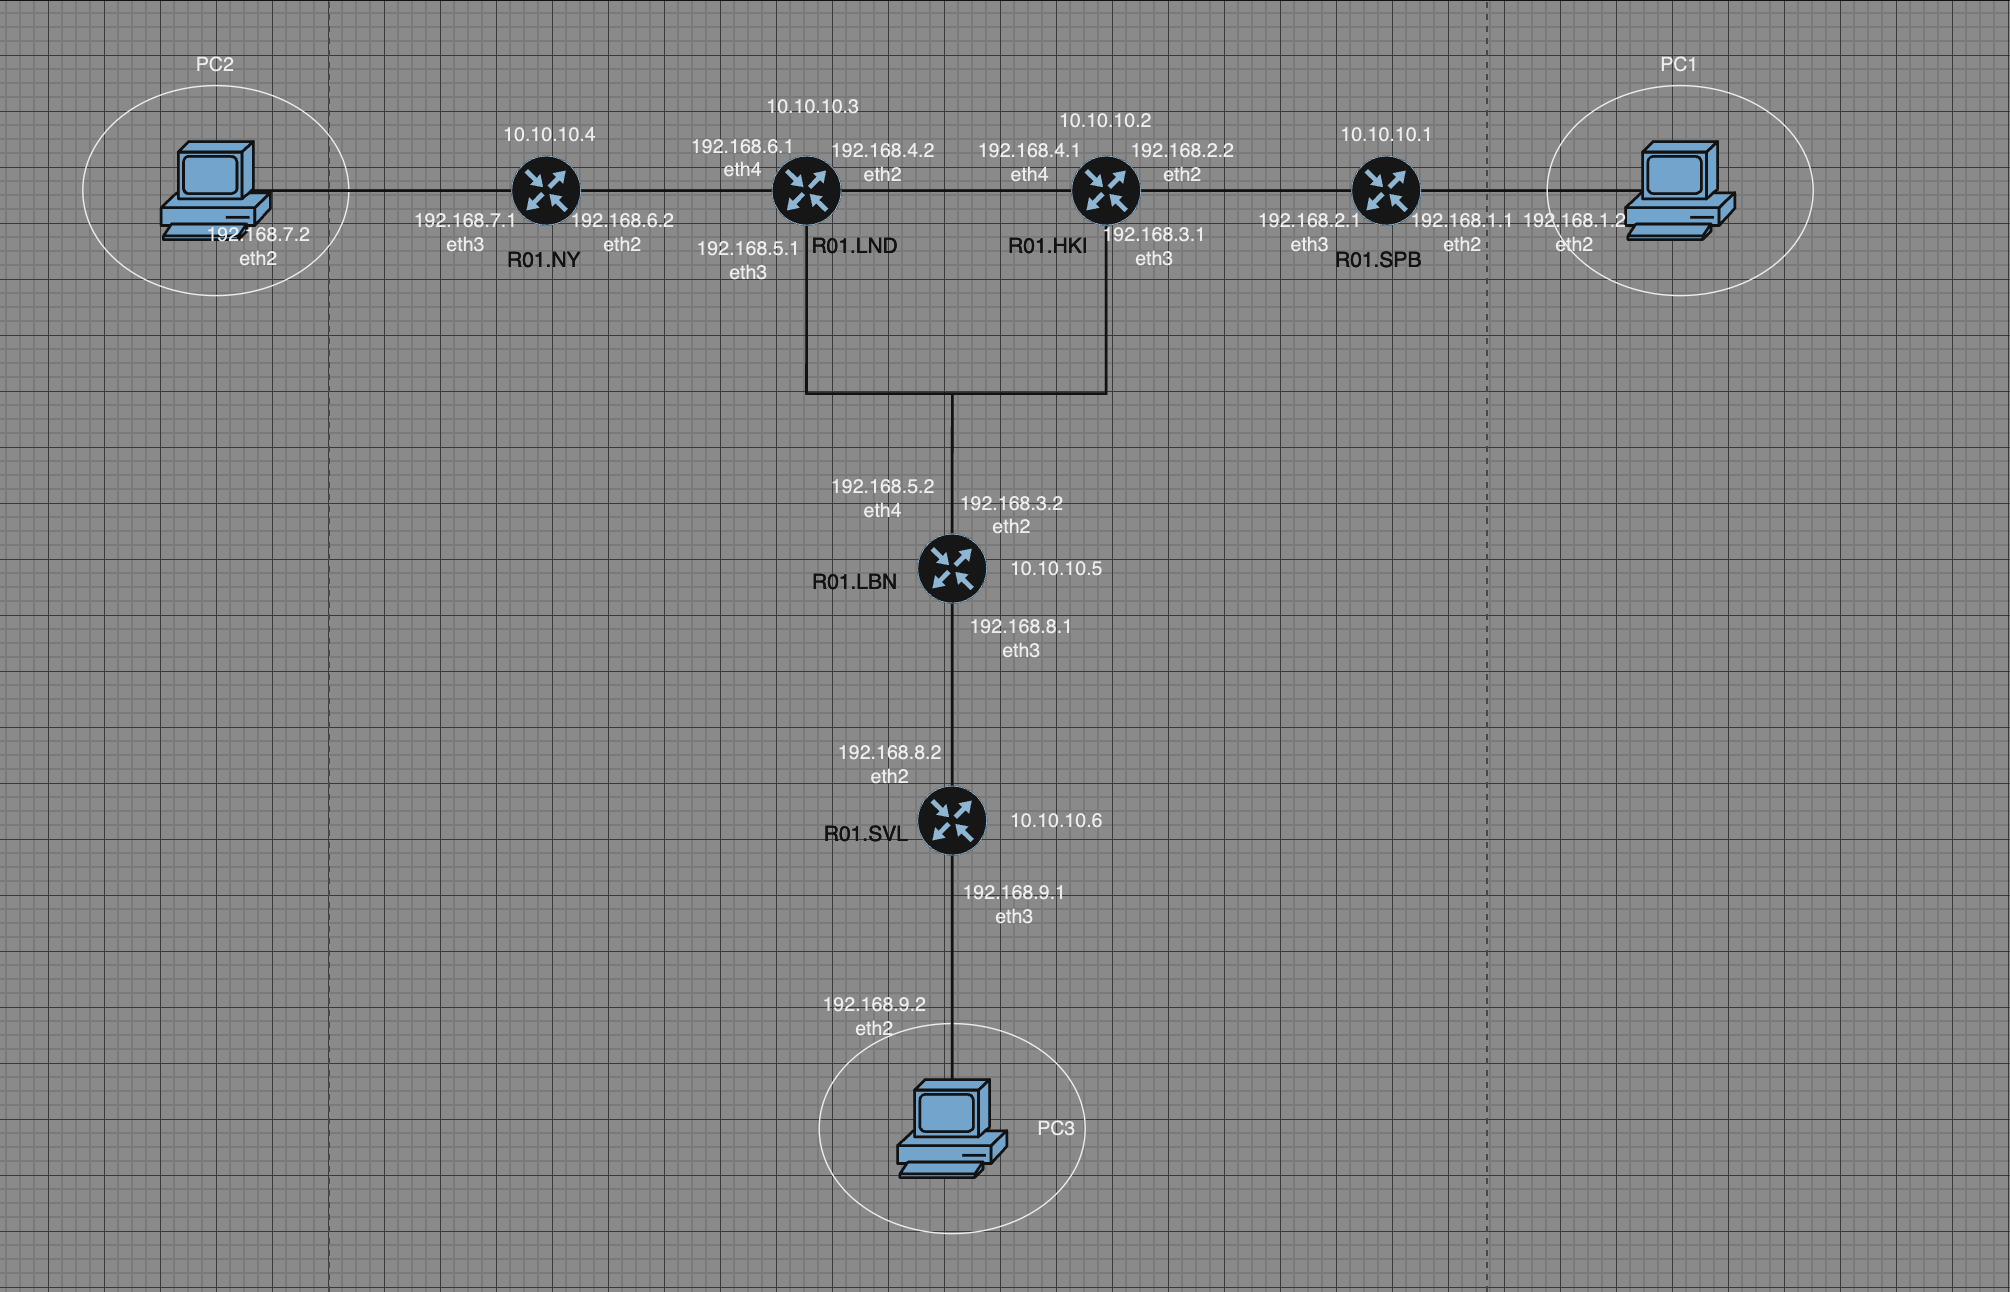 PC2
PC1
10.10.10.3
10.10.10.2
10.10.10.4
10.10.10.1
192.168.6.1
eth4
192.168.4.2
eth2
192.168.4.1
eth4
192.168.2.2
eth2
192.168.7.2
eth2
192.168.7.1
eth3
192.168.6.2
eth2
R01.NY
192.168.5.1
eth3
R01.LND
R01.HKI
192.168.3.1
eth3
192.168.2.1
eth3
192.168.1.1
eth2
R01.SPB
192.168.1.2
eth2
192.168.5.2
eth4
192.168.3.2
eth2
R01.LBN
10.10.10.5
192.168.8.1
eth3
192.168.8.2
eth2
R01.SVL
10.10.10.6
192.168.9.1
eth3
192.168.9.2
eth2
PC3